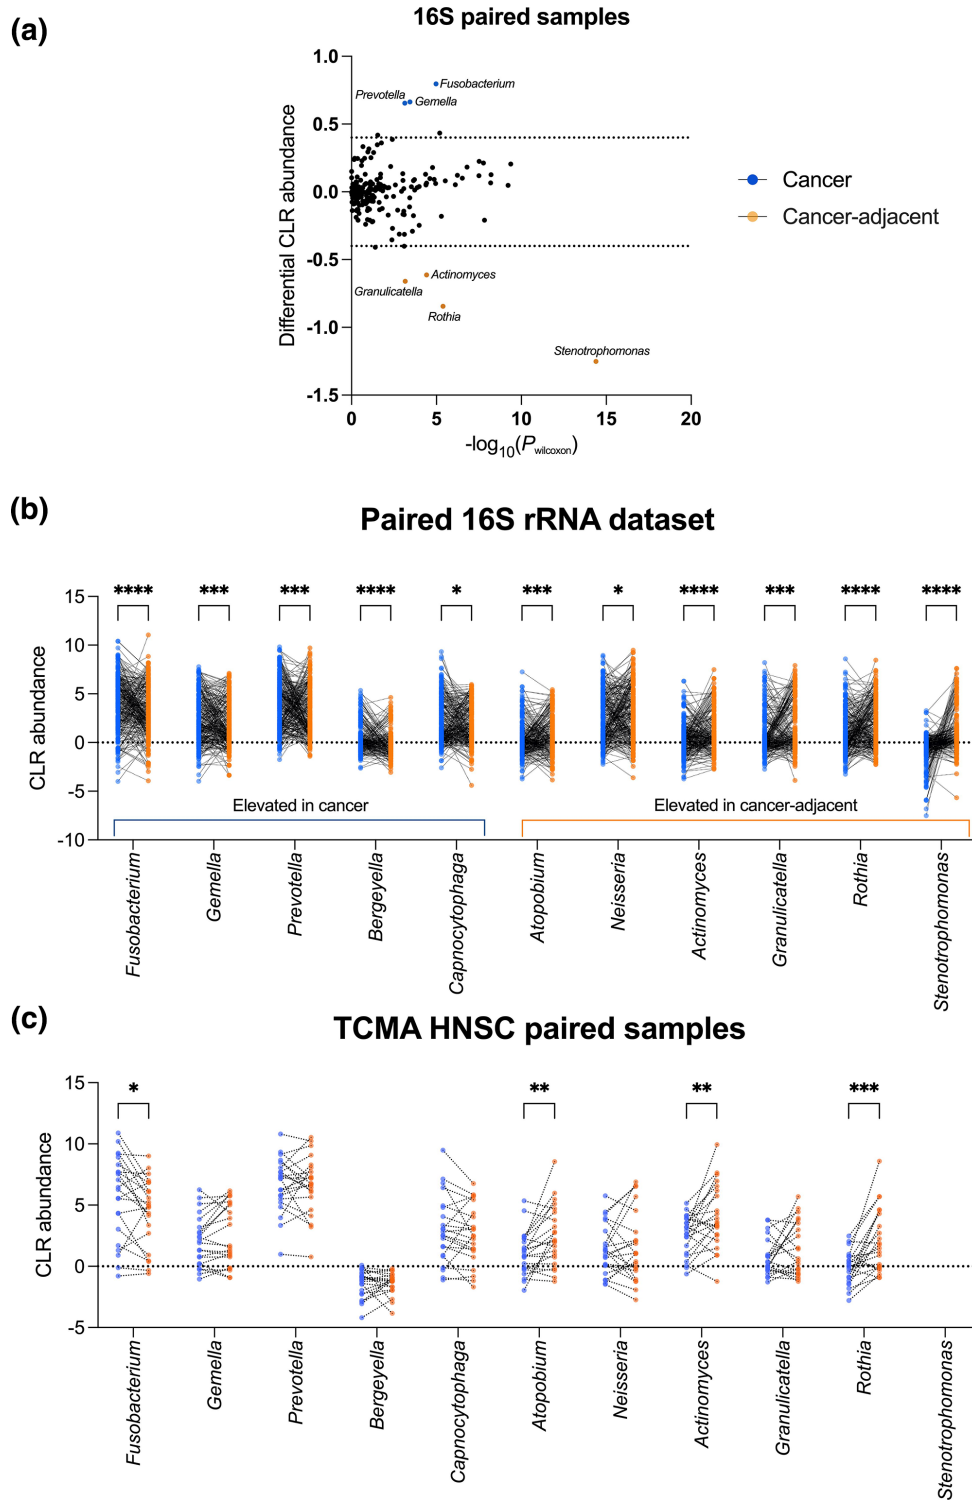 (a)
16S paired samples
1.0
0.5
0.0
-0.5
-1.0
-1.5
Differential CLR abundance
Fusobacterium
Prevotella
Gemella
Actinomyces
Granulicatella
Rothia
Stenotrophomonas
0
5
10
15
20
-log10(Pwilcoxon)
Cancer
Cancer-adjacent
(b)
Paired 16S rRNA dataset
**** *** *** **** * *** * **** *** **** ****
15
10
5
0
-5
-10
CLR abundance
Elevated in cancer
Elevated in cancer-adjacent
Fusobacterium
Gemella
Prevotella
Bergeyella
Capnocytophaga
Atopobium
Neisseria
Actinomyces
Granulicatella
Rothia
Stenotrophomonas
(c)
TCMA HNSC paired samples
* ** ** ***
15
10
5
0
-5
CLR abundance
Fusobacterium
Gemella
Prevotella
Bergeyella
Capnocytophaga
Atopobium
Neisseria
Actinomyces
Granulicatella
Rothia
Stenotrophomonas